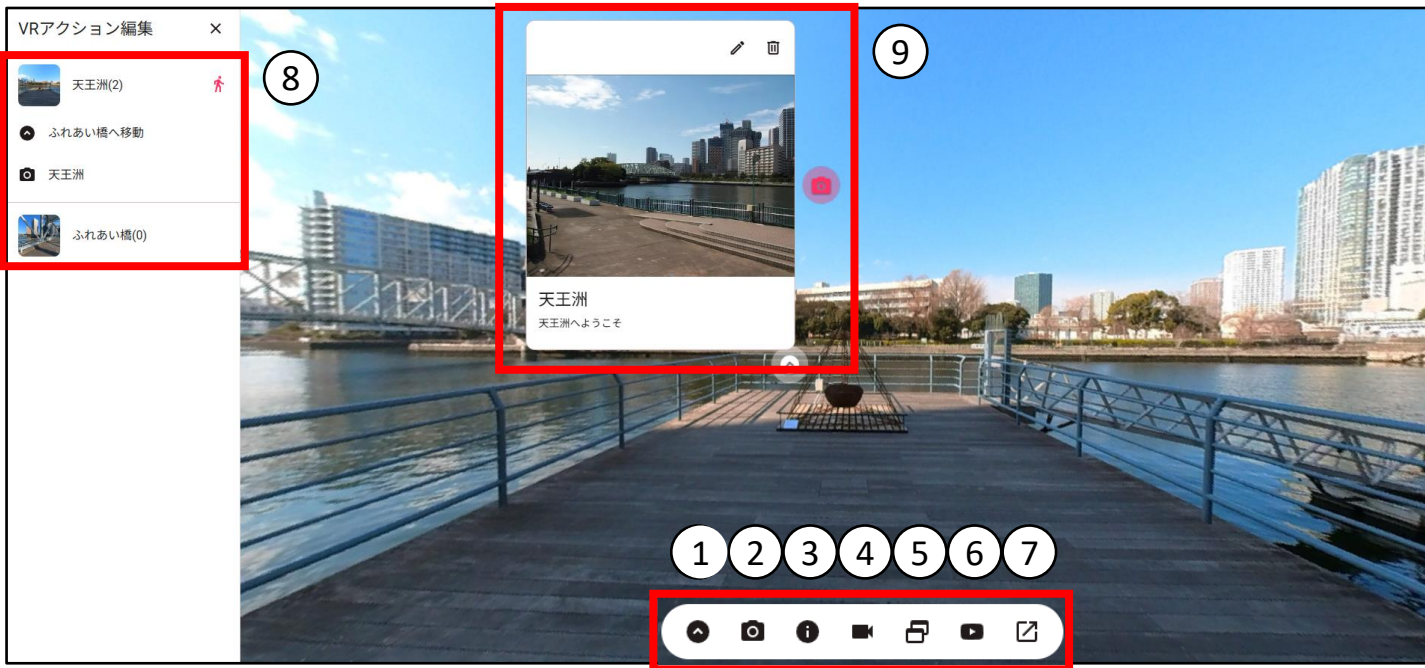 VRアクション編集
天王洲(2)
ふれあい橋へ移動
天王洲
ふれあい橋(0)
8
天王洲
天王洲へようこそ
9
1 2 3 4 5 6 7